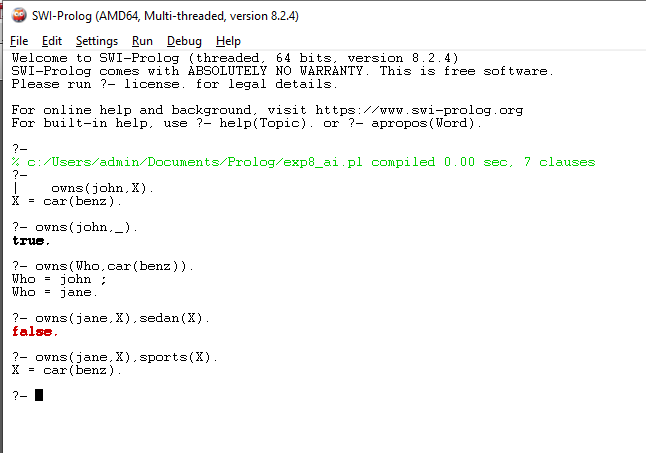 SWI-Prolog (AMD64, Multi-threaded, version 8.2.4)
File Edit Settings Run Debug Help
Welcome to SWI-Prolog (threaded, 64 bits, version 8.2.4)
SWI-Prolog comes with ABSOLUTELY NO WARRANTY. This is free software.
Please run ?- license. for legal details.

For online help and background, visit https://www.swi-prolog.org
For built-in help, use ?- help(Topic). or ?- apropos(Word).

?-
% c:/Users/admin/Documents/Prolog/exp8_ai.pl compiled 0.00 sec, 7 clauses
?-
|    owns(john,X).
X = car(benz).

?- owns(john,_).
true.

?- owns(Who,car(benz)).
Who = john ;
Who = jane.

?- owns(jane,X),sedan(X).
false.

?- owns(jane,X),sports(X).
X = car(benz).

?-